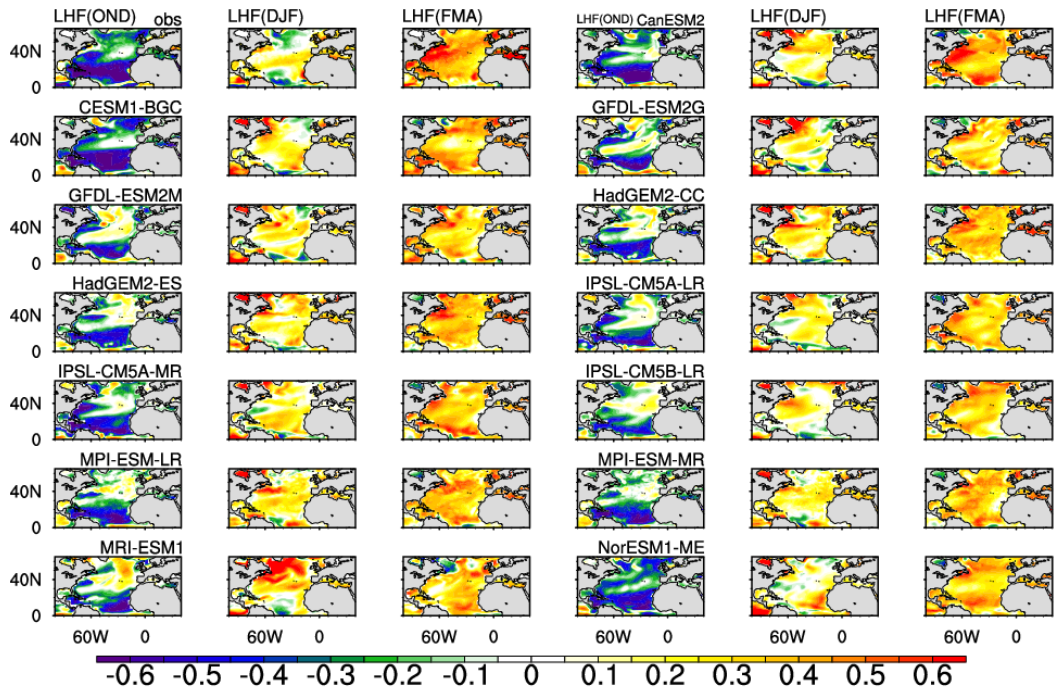 LHF(OND) obs LHF(DJF) LHF(FMA) LHF(OND) CanESM2 LHF(DJF) LHF(FMA)
40N
0
CESM1-BGC GFDL-ESM2G
40N
0
GFDL-ESM2M HadGEM2-CC
40N
0
HadGEM2-ES IPSL-CM5A-LR
40N
0
IPSL-CM5A-MR IPSL-CM5B-LR
40N
0
MPI-ESM-LR MPI-ESM-MR
40N
0
MRI-ESM1 NorESM1-ME
40N
0
60W 0 60W 0 60W 0 60W 0 60W 0 60W 0
-0.6 -0.5 -0.4 -0.3 -0.2 -0.1 0 0.1 0.2 0.3 0.4 0.5 0.6